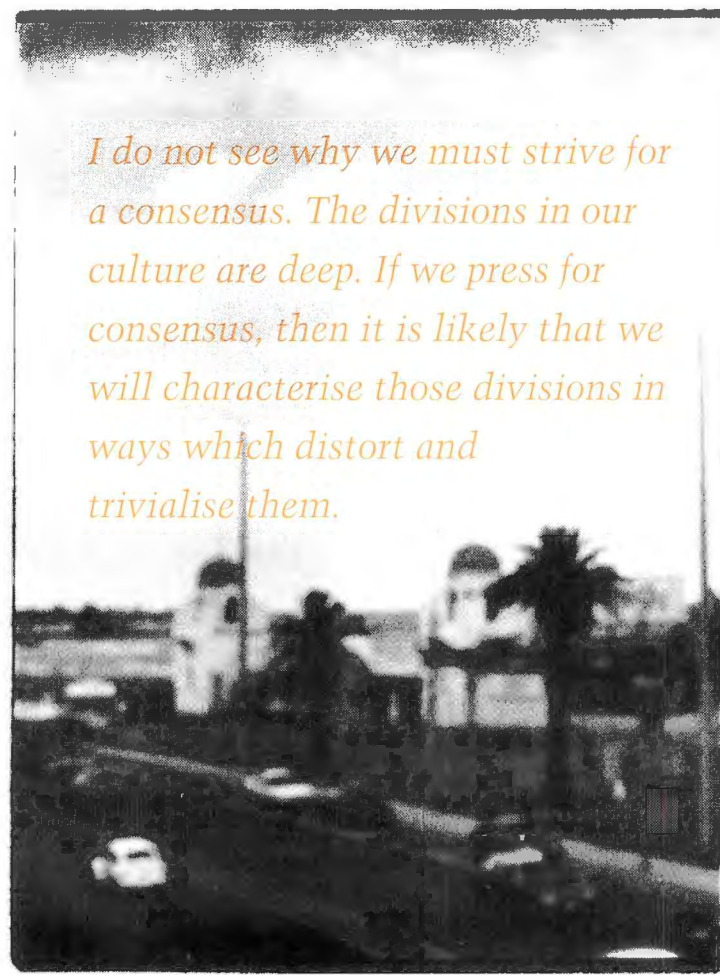 I do not see why we must strive for
a consensus. The divisions in our
culture are deep. If we press for
consensus, then it is likely that we
will characterise those divisions in
ways which distort and
trivialise them.